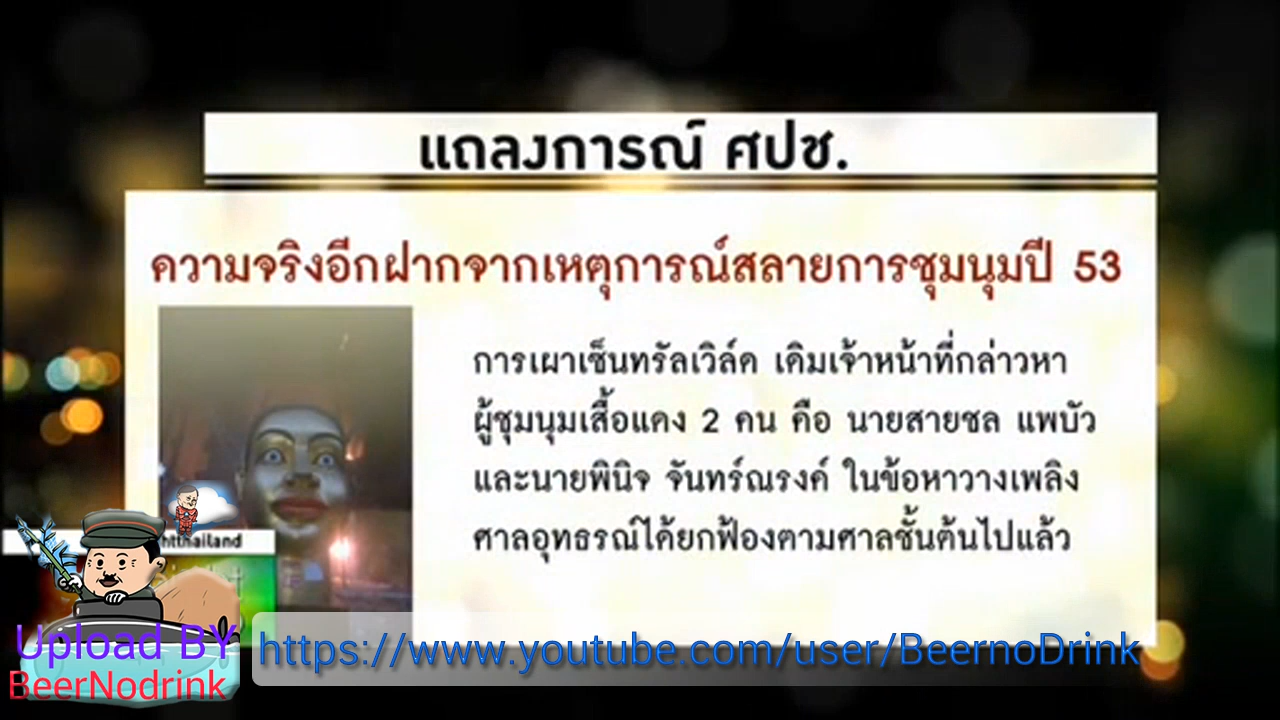 แถลงการณ์ ศปช.
ความจริงอีกฝากจากเหตุการณ์สลายการชุมนุมปี 53
การเผาเซ็นทรัลเวิล์ด เดิมเจ้าหน้าที่กล่าวหา
ผู้ชุมนุมเสื้อแดง 2 คน คือ นายสายชล แพบัว
และนายพินิจ จันทร์ณรงค์ ในข้อหาวางเพลิง
ศาลอุทธรณ์ได้ยกฟ้องตามศาลชั้นต้นไปแล้ว
Upload BY
BeerNodrink
https://www.youtube.com/user/BeernoDrink